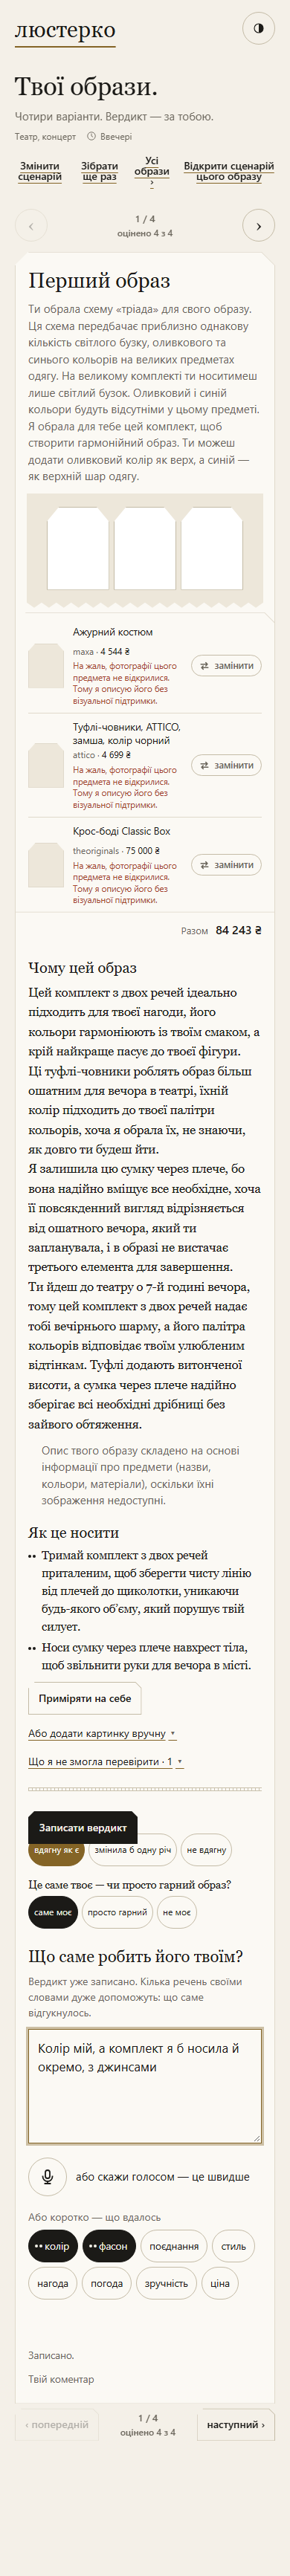 люстерко
Твої образи.
Чотири варіанти. Вердикт — за тобою.
Театр, концерт Ввечері
Змінити сценарій
Зібрати ще раз
Усі образи ›
Відкрити сценарій цього образу
‹
1 / 4
оцінено 4 з 4
›
Перший образ
Ти обрала схему «тріада» для свого образу.
Ця схема передбачає приблизно однакову
кількість світлого бузку, оливкового та
синього кольорів на великих предметах
одягу. На великому комплекті ти носитимеш
лише світлий бузок. Оливковий і синій
кольори будуть відсутніми у цьому предметі.
Я обрала для тебе цей комплект, щоб
створити гармонійний образ. Ти можеш
додати оливковий колір як верх, а синій —
як верхній шар одягу.
Ажурний костюм
maxa · 4 544 ₴
На жаль, фотографії цього
предмета не відкрилися.
Тому я описую його без
візуальної підтримки.
замінити
Туфлі-човники, ATTICO,
замша, колір чорний
attico · 4 699 ₴
На жаль, фотографії цього
предмета не відкрилися.
Тому я описую його без
візуальної підтримки.
замінити
Крос-боді Classic Box
theoriginals · 75 000 ₴
На жаль, фотографії цього
предмета не відкрилися.
Тому я описую його без
візуальної підтримки.
замінити
Разом 84 243 ₴
Чому цей образ
Цей комплект з двох речей ідеально
підходить для твоєї нагоди, його
кольори гармоніюють із твоїм смаком, а
крій найкраще пасує до твоєї фігури.
Ці туфлі-човники роблять образ більш
ошатним для вечора в театрі, їхній
колір підходить до твоєї палітри
кольорів, хоча я обрала їх, не знаючи,
як довго ти будеш йти.
Я залишила цю сумку через плече, бо
вона надійно вміщує все необхідне, хоча
її повсякденний вигляд відрізняється
від ошатного вечора, який ти
запланувала, і в образі не вистачає
третього елемента для завершення.
Ти йдеш до театру о 7-й годині вечора,
тому цей комплект з двох речей надає
тобі вечірнього шарму, а його палітра
кольорів відповідає твоїм улюбленим
відтінкам. Туфлі додають витонченої
висоти, а сумка через плече надійно
зберігає всі необхідні дрібниці без
зайвого обтяження.
Опис твого образу складено на основі
інформації про предмети (назви,
кольори, матеріали), оскільки їхні
зображення недоступні.
Як це носити
Тримай комплект з двох речей
приталеним, щоб зберегти чисту лінію
від плечей до щиколотки, уникаючи
будь-якого об'єму, який порушує твій
силует.
Носи сумку через плече навхрест тіла,
щоб звільнити руки для вечора в місті.
Приміряти на себе
Або додати картинку вручну
Що я не змогла перевірити · 1
Записати вердикт
вдягну як є змінила б одну річ не вдягну
Це саме твоє — чи просто гарний образ?
саме моє просто гарний не моє
Що саме робить його твоїм?
Вердикт уже записано. Кілька речень своїми
словами дуже допоможуть: що саме
відгукнулось.
Колір мій, а комплект я б носила й
окремо, з джинсами
або скажи голосом — це швидше
Або коротко — що вдалось
колір фасон поєднання стиль
нагода погода зручність ціна
Записано.
Твій коментар
‹ попередній
1 / 4
оцінено 4 з 4
наступний ›